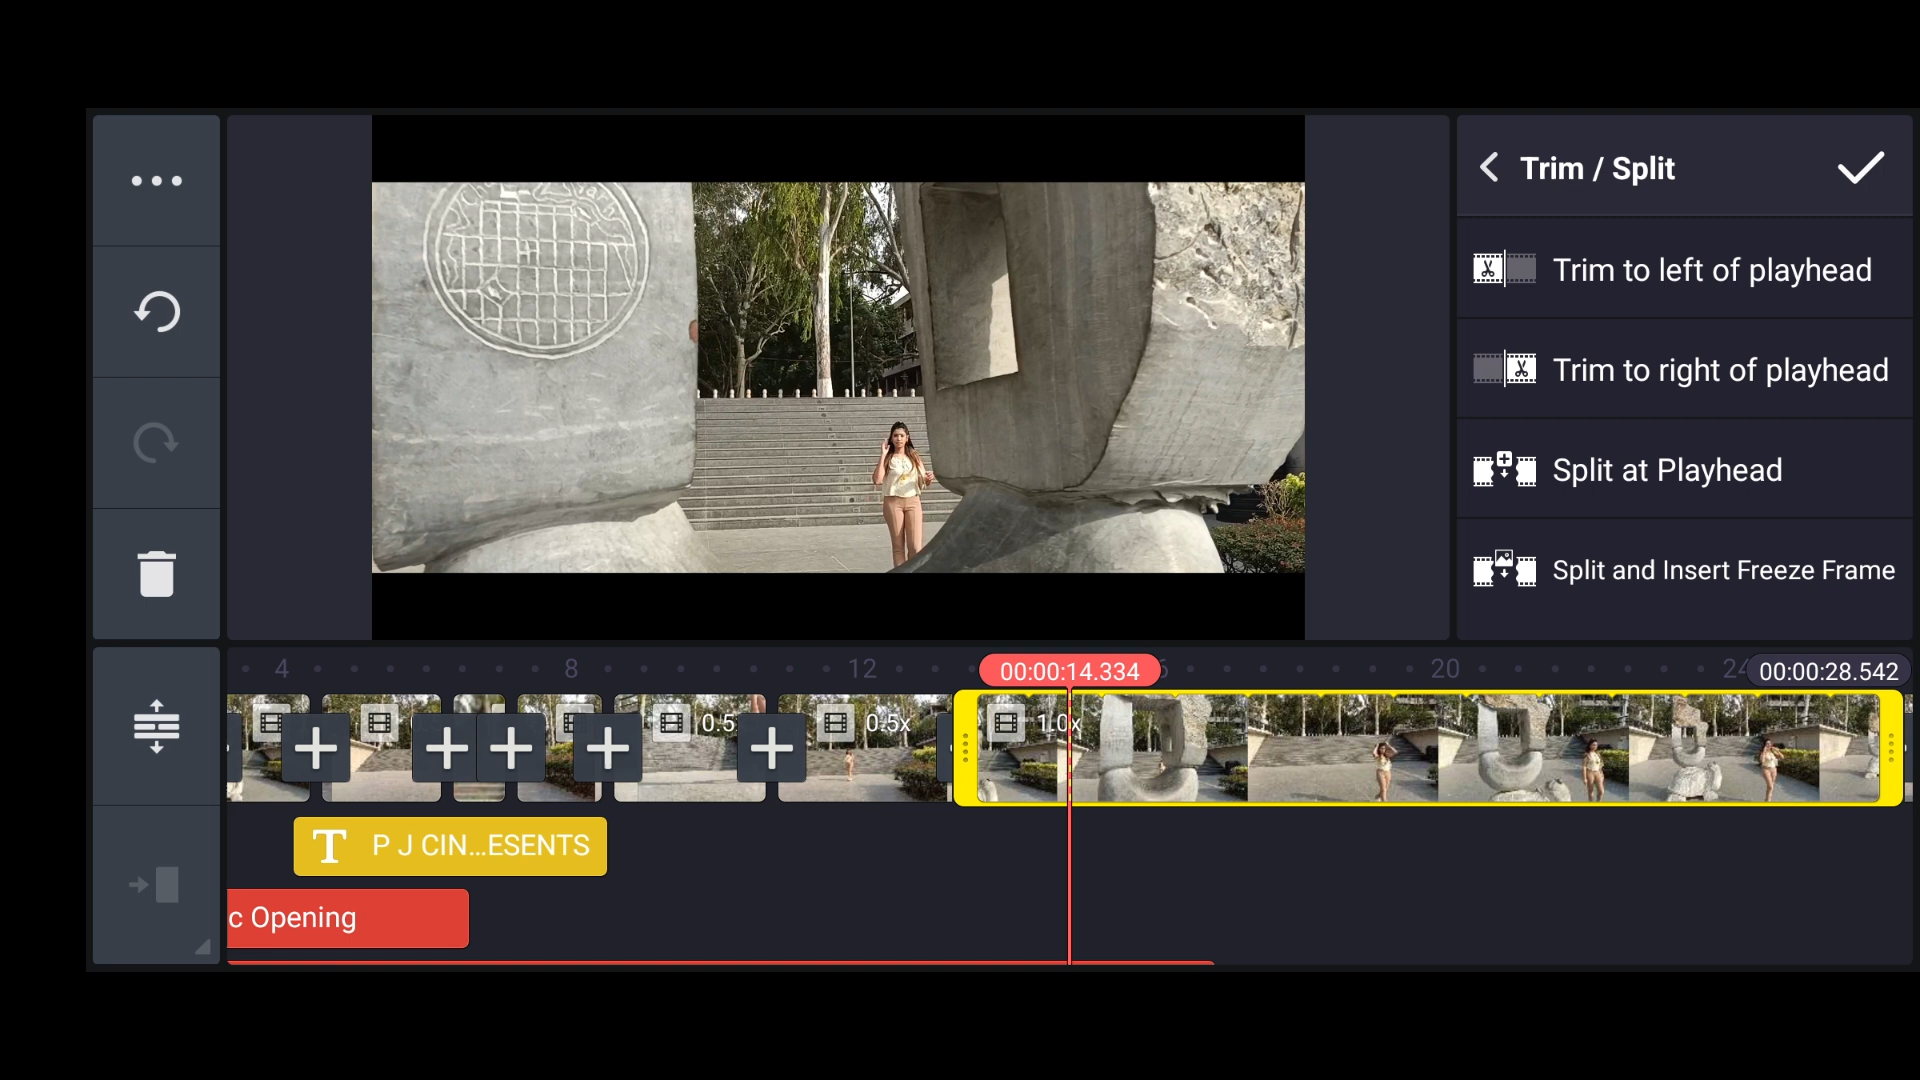 Trim / Split
Trim to left of playhead
Trim to right of playhead
Split at Playhead
Split and Insert Freeze Frame
4
8
12
00:00:14.334
6
20
24
00:00:28.542
0.5
0.5x
1.0x
T P J CIN...ESENTS
c Opening